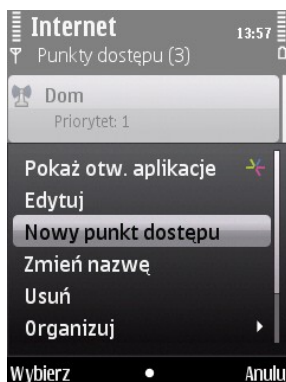 Internet
13:57
Punkty dostępu (3)
Dom
Priorytet: 1
Pokaż otw. aplikacje
Edytuj
Nowy punkt dostępu
Zmień nazwę
Usuń
Organizuj
Wybierz
Anulu